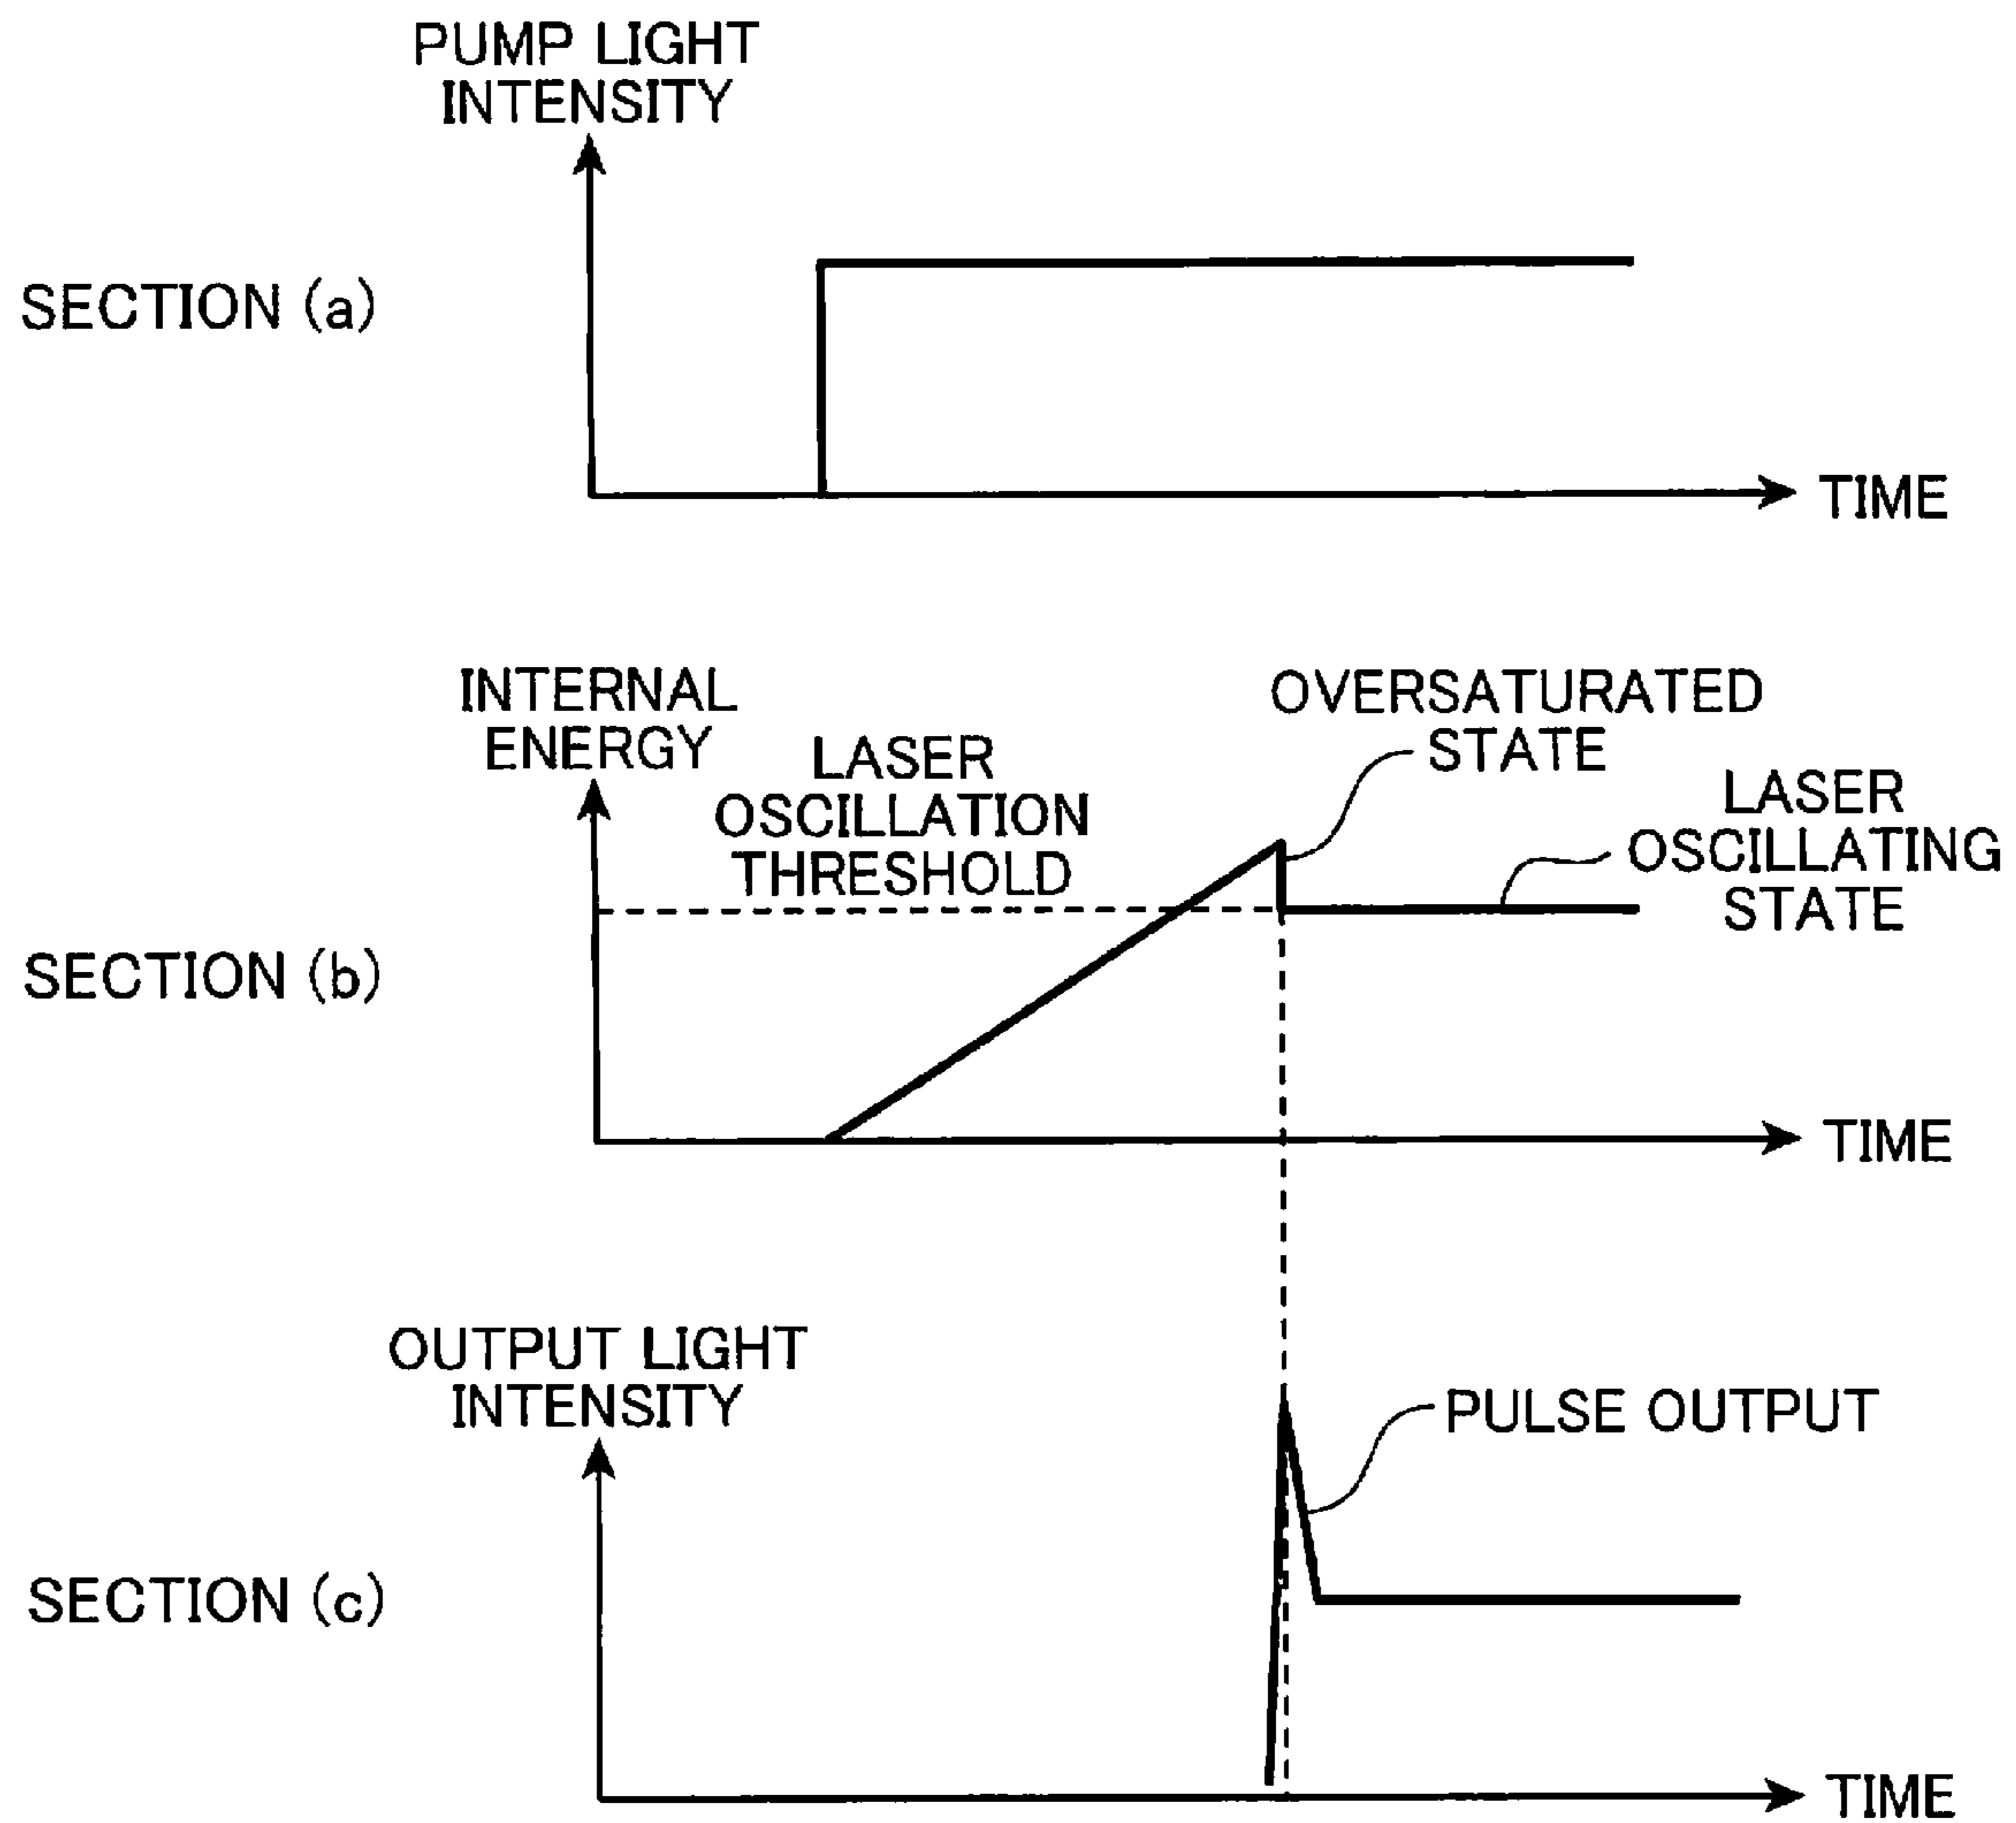 PUMP LIGHT
INTENSITY
SECTION (a)
TIME
INTERNAL
ENERGY
LASER
OSCILLATION
THRESHOLD
OVERSATURATED
STATE
LASER
OSCILLATING
STATE
SECTION (b)
TIME
OUTPUT LIGHT
INTENSITY
PULSE OUTPUT
SECTION (c)
TIME